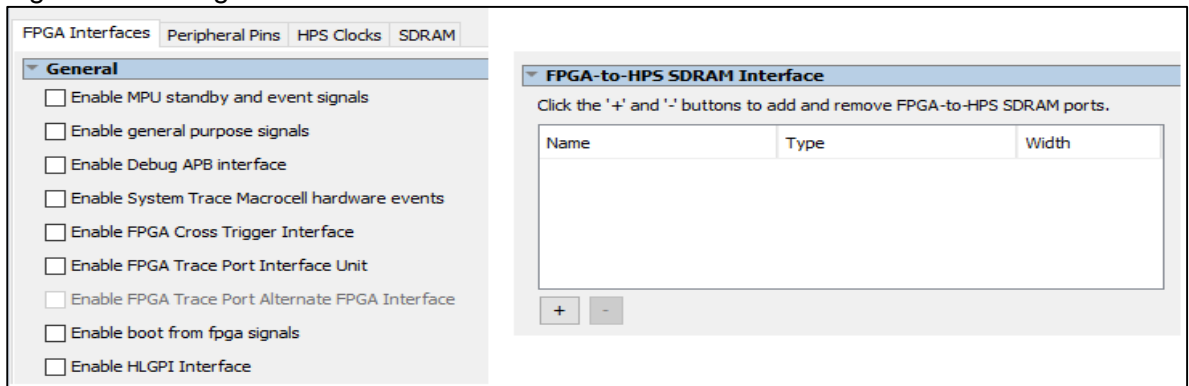 FPGA Interfaces Peripheral Pins HPS Clocks SDRAM
General
Enable MPU standby and event signals
Enable general purpose signals
Enable Debug APB interface
Enable System Trace Macrocell hardware events
Enable FPGA Cross Trigger Interface
Enable FPGA Trace Port Interface Unit
Enable FPGA Trace Port Alternate FPGA Interface
Enable boot from fpga signals
Enable HLGPI Interface
FPGA-to-HPS SDRAM Interface
Click the '+' and '-' buttons to add and remove FPGA-to-HPS SDRAM ports.
Name Type Width
+ -